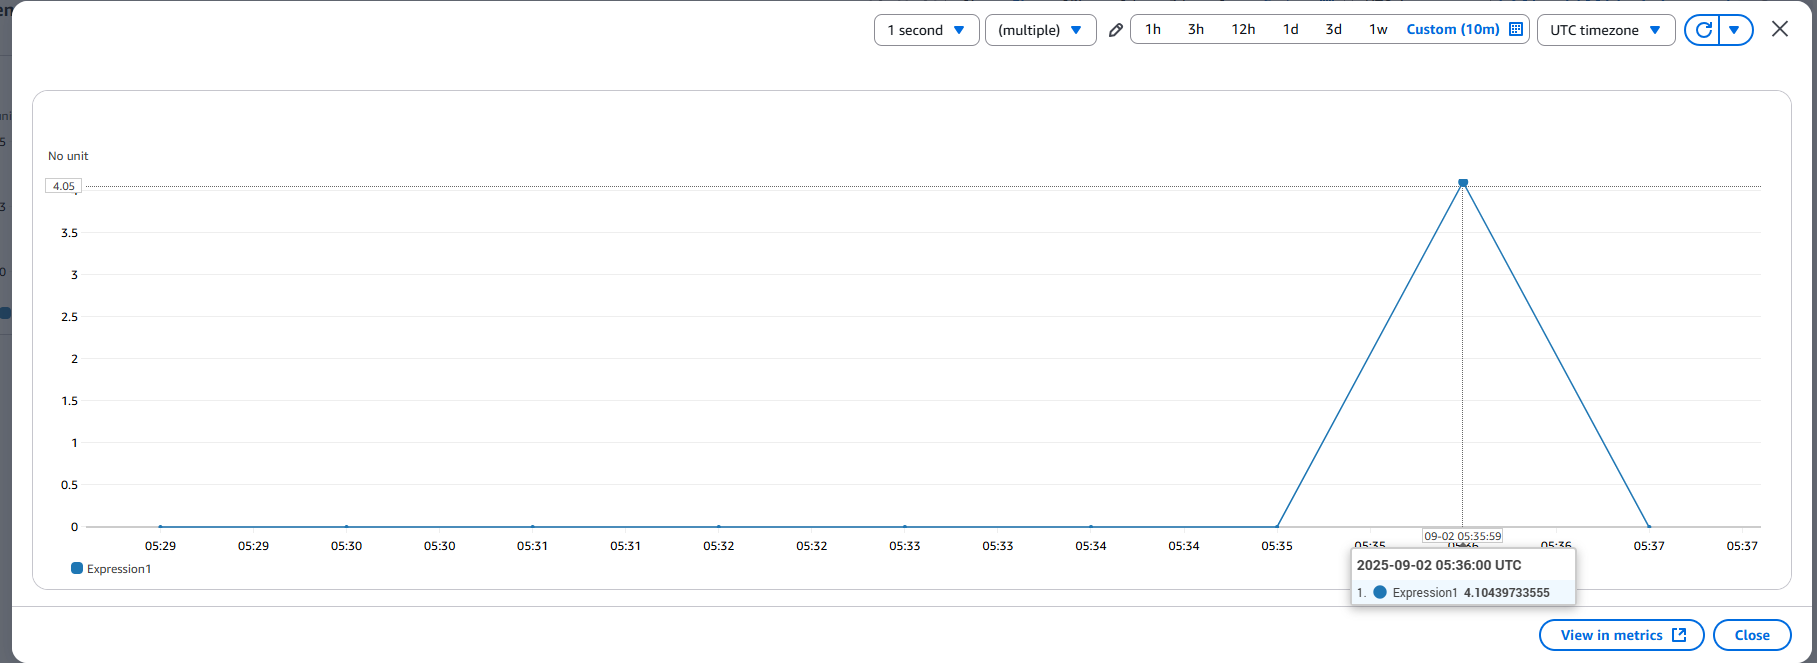 1 second (multiple) 1h 3h 12h 1d 3d 1w Custom (10m) UTC timezone
No unit
4.05
3.5
3
2.5
2
1.5
1
0.5
0
05:29 05:29 05:30 05:30 05:31 05:31 05:32 05:32 05:33 05:33 05:34 05:34 05:35 05:35 05:36 05:36 05:37 05:37
09-02 05:35:59
Expression1
2025-09-02 05:36:00 UTC
1. Expression1 4.10439733555
View in metrics Close